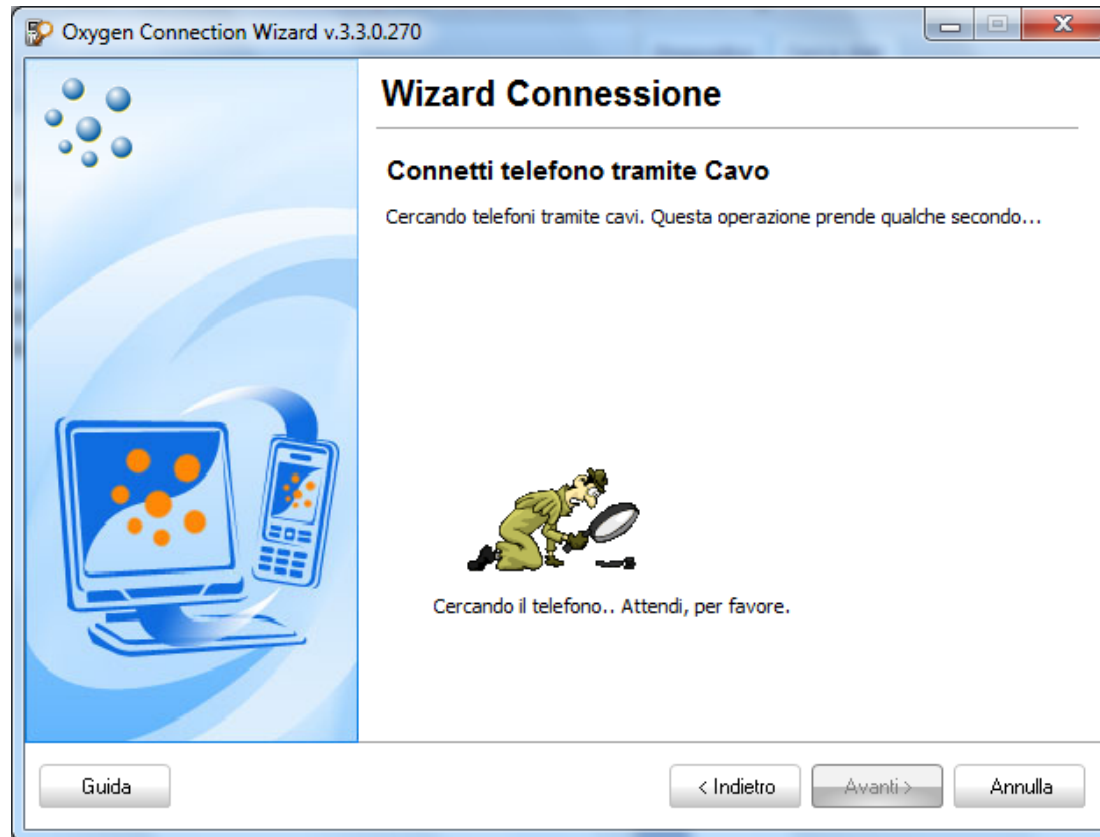 Oxygen Connection Wizard v.3.3.0.270
Wizard Connessione
Connetti telefono tramite Cavo
Cercando telefoni tramite cavi. Questa operazione prende qualche secondo...
Cercando il telefono.. Attendi, per favore.
Guida
< Indietro
Avanti >
Annulla